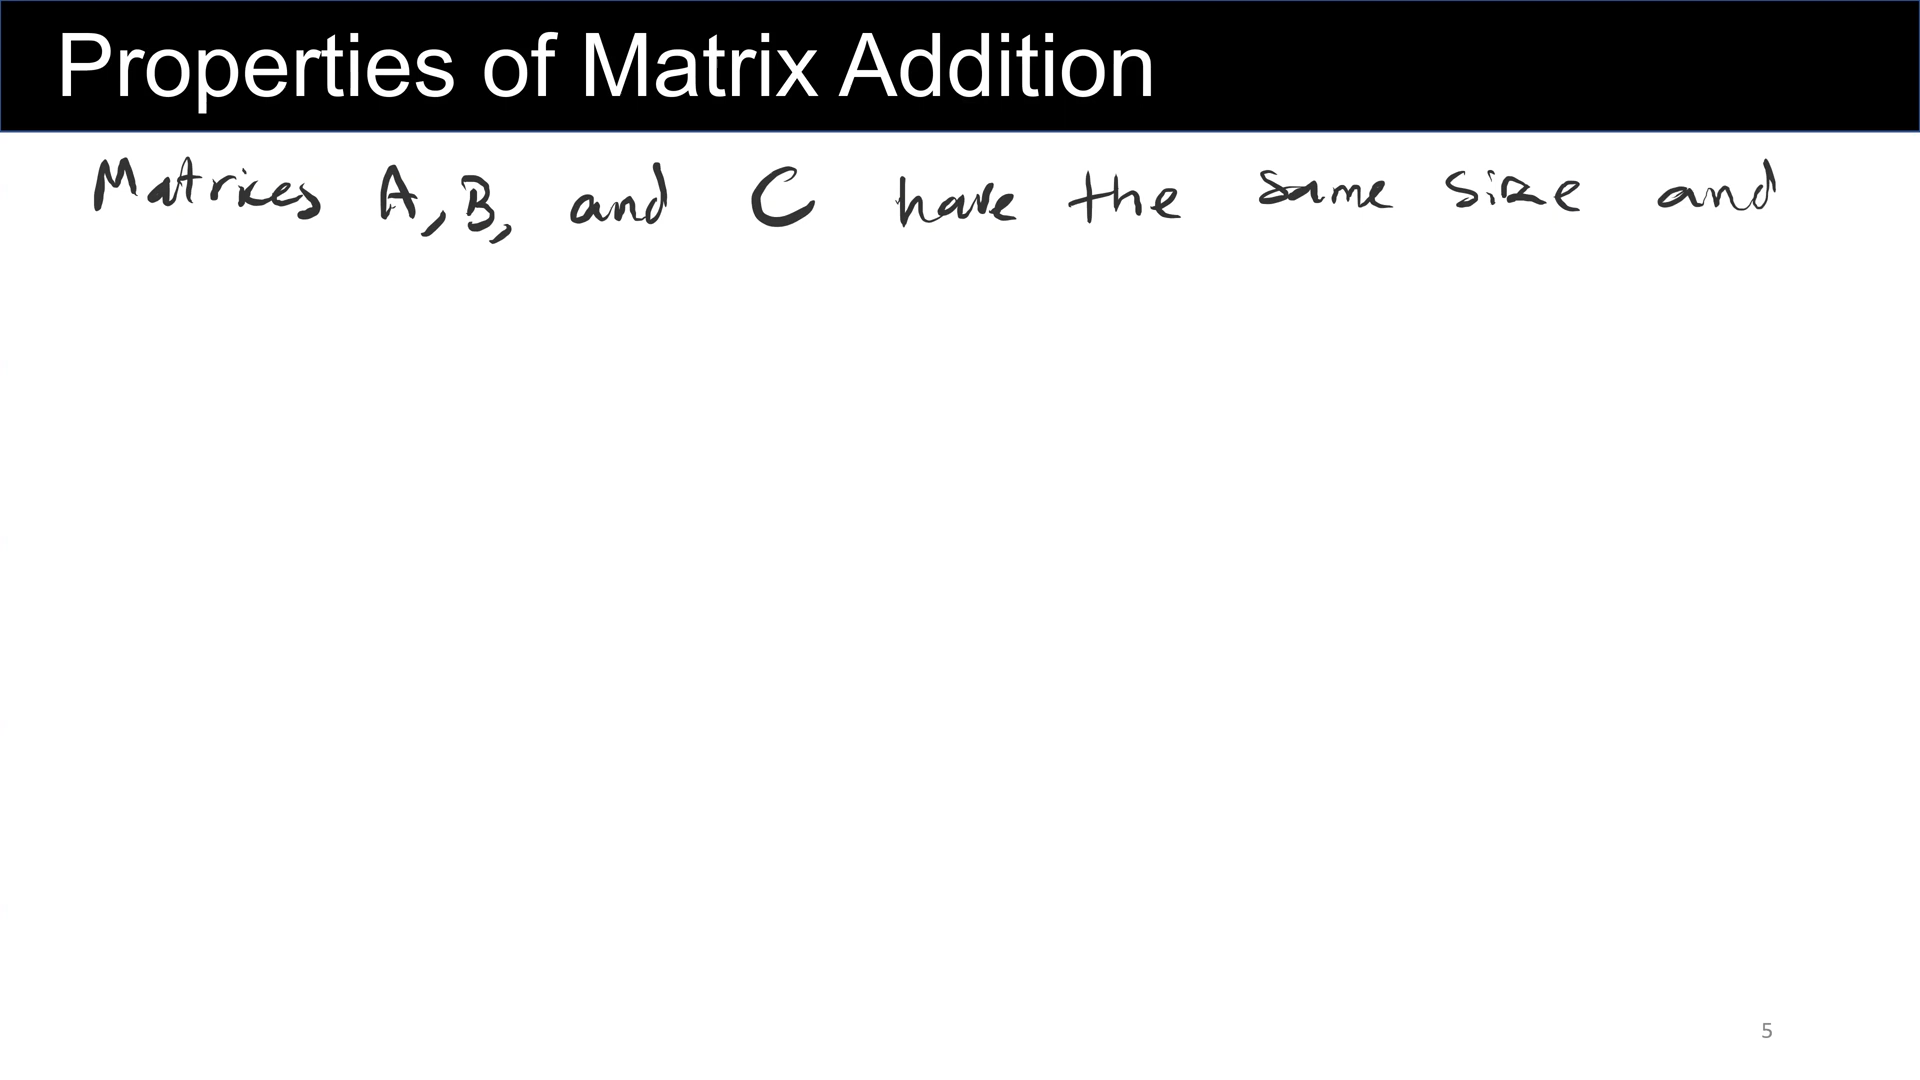 Properties of Matrix Addition
Matrices A, B, and C have the same size and
5